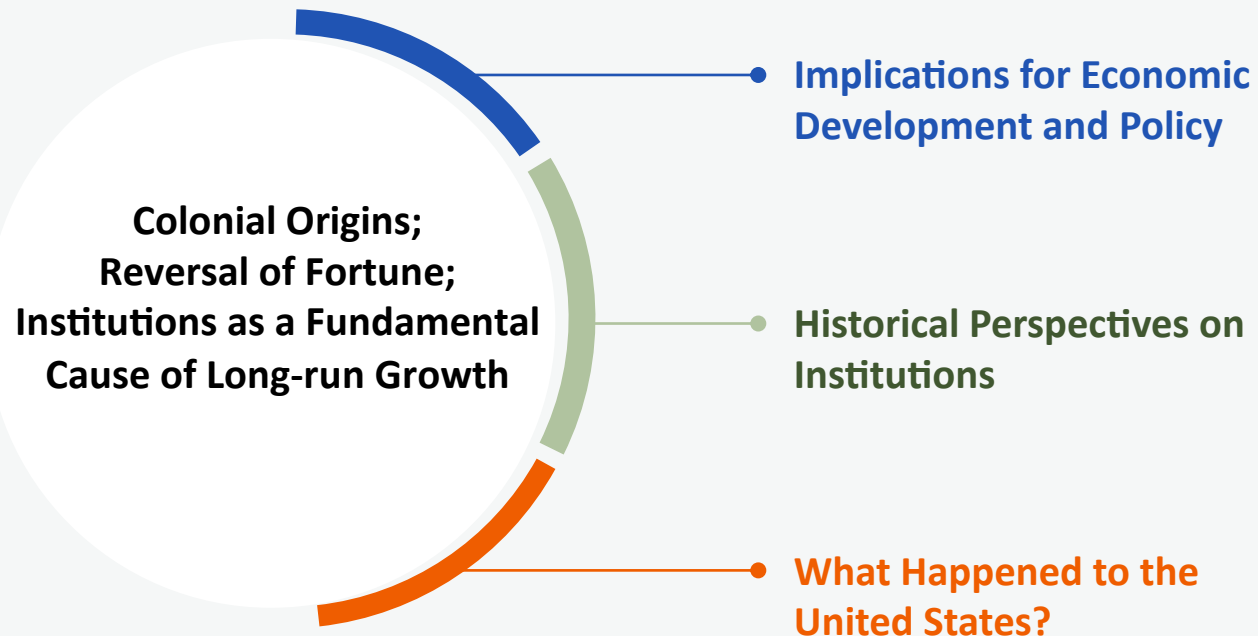 Colonial Origins;
Reversal of Fortune;
Institutions as a Fundamental
Cause of Long-run Growth
Implications for Economic
Development and Policy
Historical Perspectives on
Institutions
What Happened to the
United States?